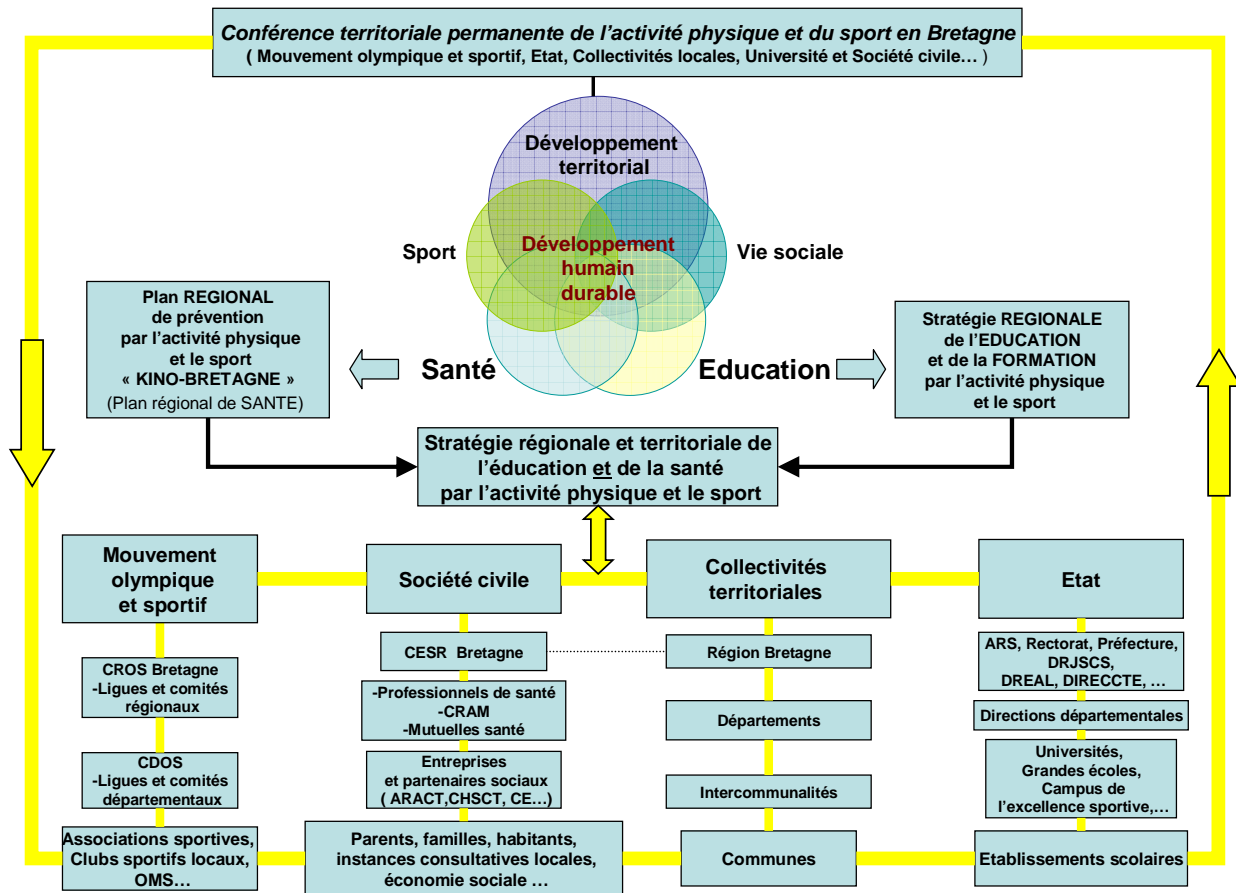 Conférence territoriale permanente de l'activité physique et du sport en Bretagne
( Mouvement olympique et sportif, Etat, Collectivités locales, Université et Société civile… )
Développement
territorial
Sport
Développement
humain
durable
Vie sociale
Santé
Education
Plan REGIONAL
de prévention
par l'activité physique
et le sport
« KINO-BRETAGNE »
(Plan régional de SANTE)
Stratégie REGIONALE
de l'EDUCATION
et de la FORMATION
par l'activité physique
et le sport
Stratégie régionale et territoriale de
l'éducation et de la santé
par l'activité physique et le sport
Mouvement
olympique
et sportif
CROS Bretagne
-Ligues et comités
régionaux
CDOS
-Ligues et comités
départementaux
Associations sportives,
Clubs sportifs locaux,
OMS…
Société civile
CESR Bretagne
-Professionnels de santé
-CRAM
-Mutuelles santé
Entreprises
et partenaires sociaux
( ARACT,CHSCT, CE…)
Parents, familles, habitants,
instances consultatives locales,
économie sociale …
Collectivités
territoriales
Région Bretagne
Départements
Intercommunalités
Communes
Etat
ARS, Rectorat, Préfecture,
DRJSCS,
DREAL, DIRECCTE, …
Directions départementales
Universités,
Grandes écoles,
Campus de
l'excellence sportive,…
Etablissements scolaires